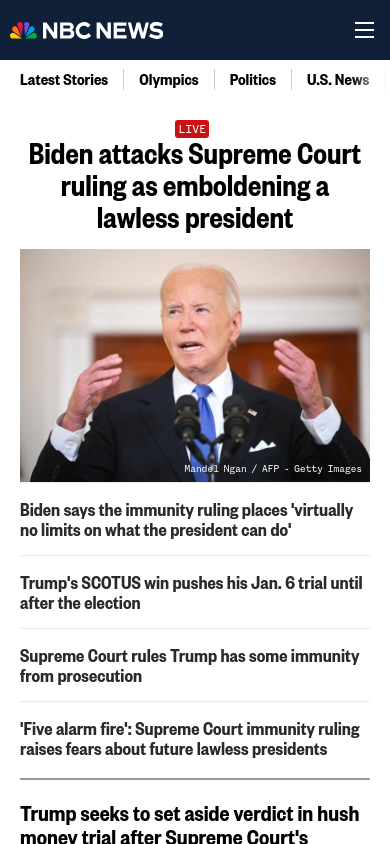 NBC NEWS
Latest Stories
Olympics
Politics
U.S. News
LIVE
Biden attacks Supreme Court
ruling as emboldening a
lawless president
Mandel Ngan / AFP - Getty Images
Biden says the immunity ruling places 'virtually
no limits on what the president can do'
Trump's SCOTUS win pushes his Jan. 6 trial until
after the election
Supreme Court rules Trump has some immunity
from prosecution
'Five alarm fire': Supreme Court immunity ruling
raises fears about future lawless presidents
Trump seeks to set aside verdict in hush
money trial after Supreme Court's